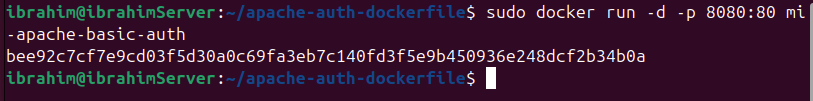 ibrahim@ibrahimServer:~/apache-auth-dockerfile$ sudo docker run -d -p 8080:80 mi
-apache-basic-auth
bee92c7cf7e9cd03f5d30a0c69fa3eb7c140fd3f5e9b450936e248dcf2b34b0a
ibrahim@ibrahimServer:~/apache-auth-dockerfile$